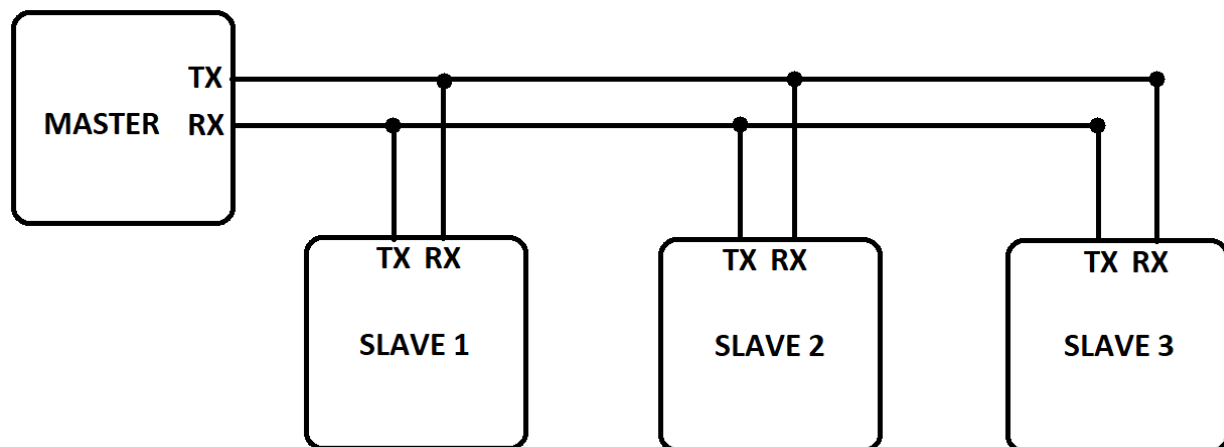 TX
MASTER RX
TX RX
SLAVE 1
TX RX
SLAVE 2
TX RX
SLAVE 3